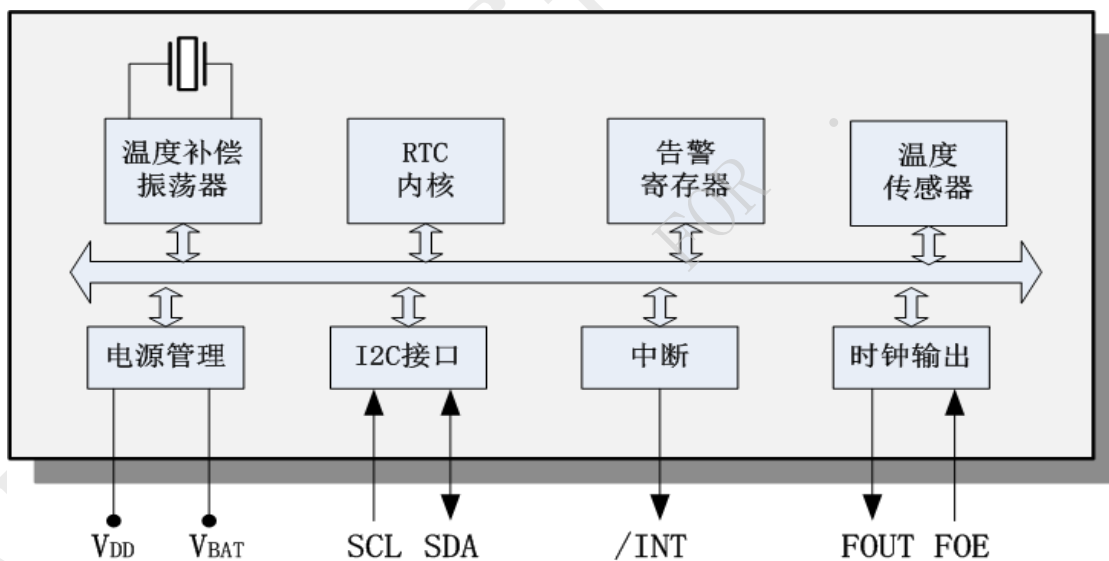 温度补偿
振荡器
RTC
内核
告警
寄存器
温度
传感器
FOR
电源管理
I2C接口
中断
时钟输出
VDD VBAT SCL SDA /INT FOUT FOE